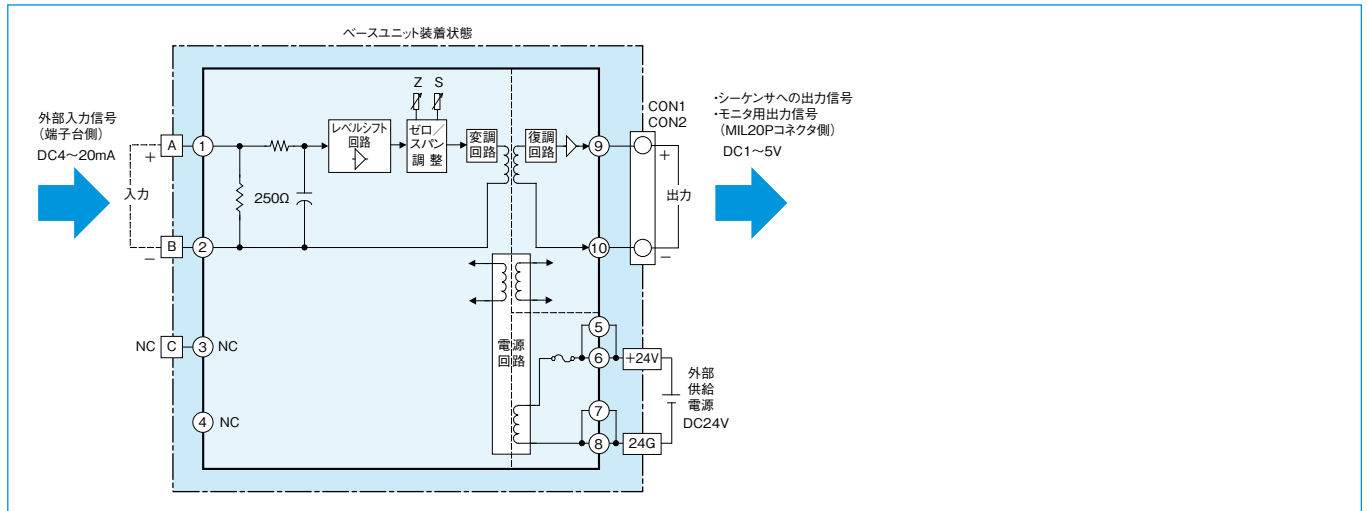 ベースユニット装着状態
外部入力信号
(端子台側)
DC4～20mA
A
+
入力
B
−
NC
C
1
2
3
NC
4
NC
250Ω
レベルシフト
回路
Z
S
ゼロ／
スパン
調整
変調
回路
復調
回路
電源
回路
9
10
5
6
7
8
CON1
CON2
+
出力
−
+24V
24G
外部
供給
電源
DC24V
・シーケンサへの出力信号
・モニタ用出力信号
(MIL20Pコネクタ側)
DC1～5V